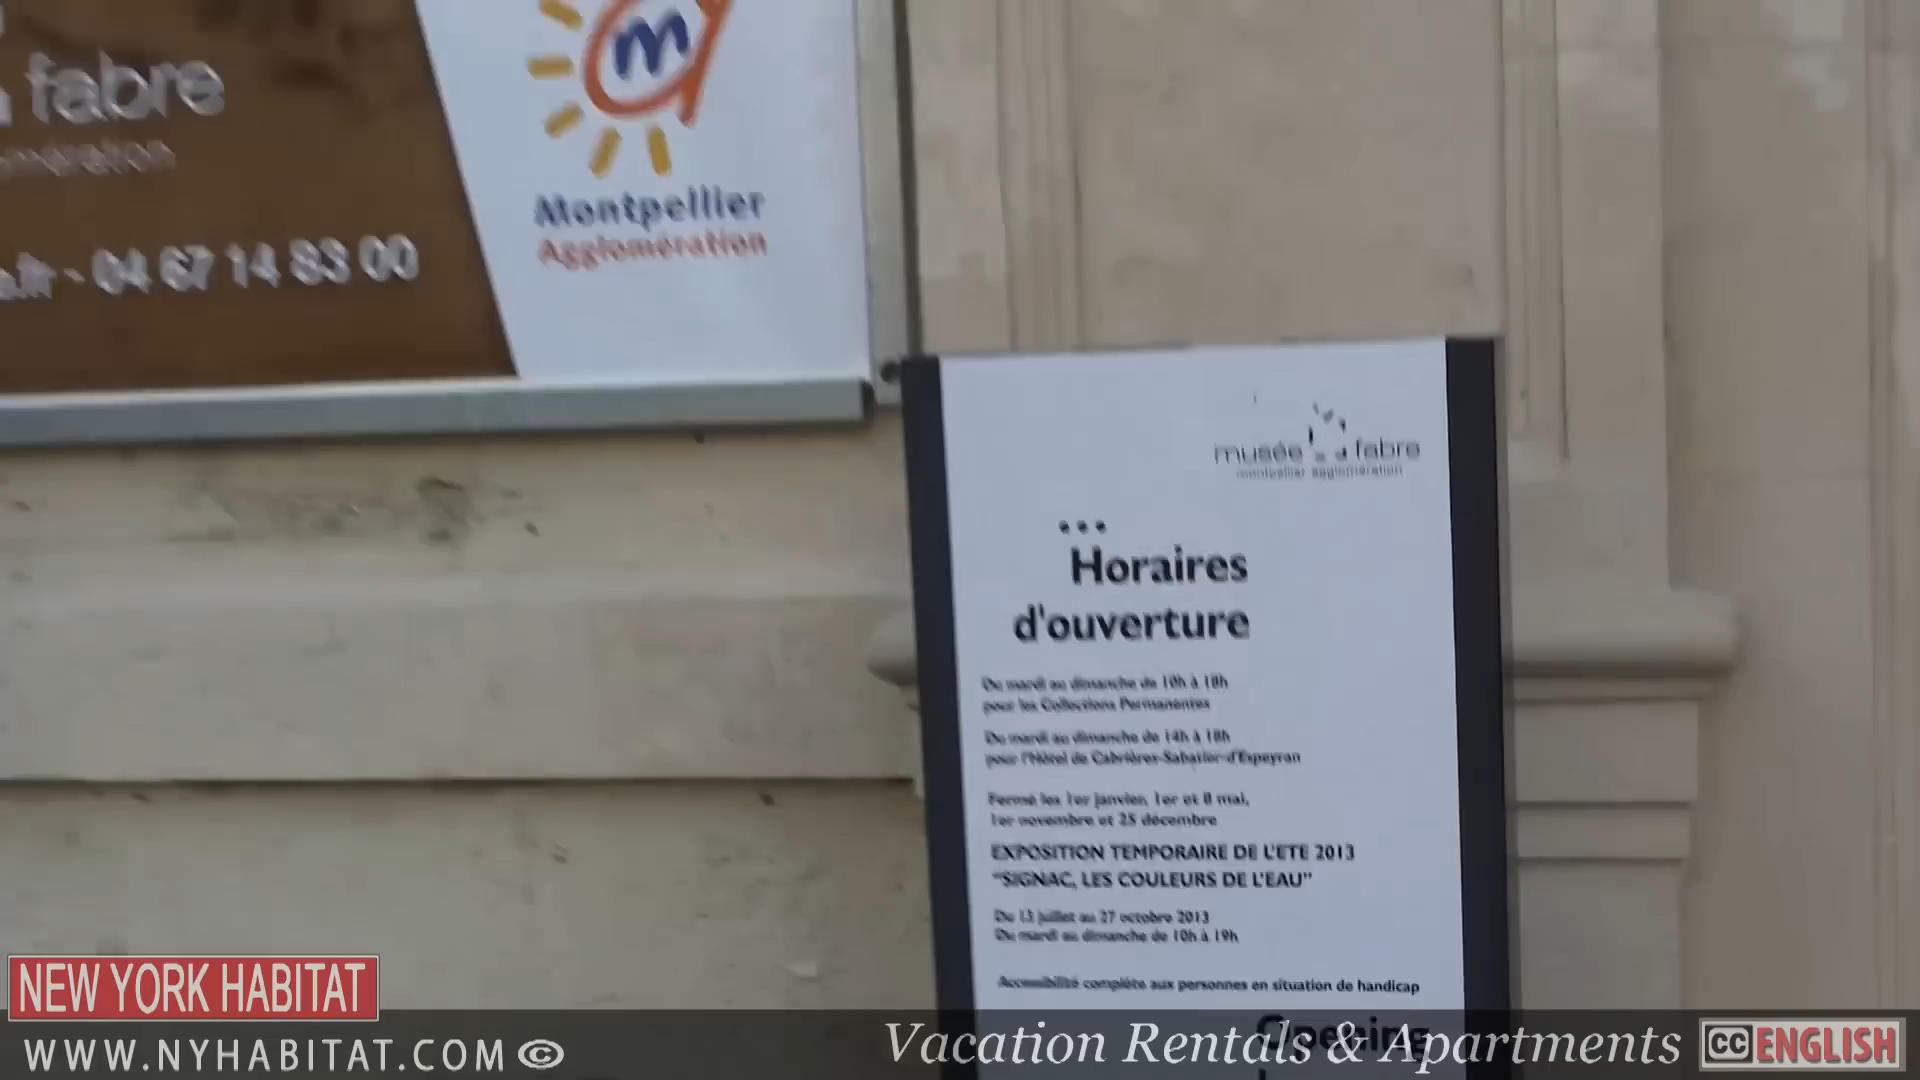 fabre
04 67 14 83 00
m
Montpellier
Agglomération
musée fabre
montpellier agglomération
...
Horaires
d'ouverture
Du mardi au dimanche de 10h à 18h
pour les Collections Permanentes
Du mardi au dimanche de 14h à 18h
pour l'Hôtel de Cabrières-Sabatier-d'Espeyran
Fermé les 1er janvier, 1er et 8 mai,
1er novembre et 25 décembre
EXPOSITION TEMPORAIRE DE L'ETE 2013
"SIGNAC, LES COULEURS DE L'EAU"
Du 13 juillet au 27 octobre 2013
Du mardi au dimanche de 10h à 19h
Accessibilité complète aux personnes en situation de handicap
Opening
NEW YORK HABITAT
WWW.NYHABITAT.COM ©
Vacation Rentals & Apartments
CC ENGLISH